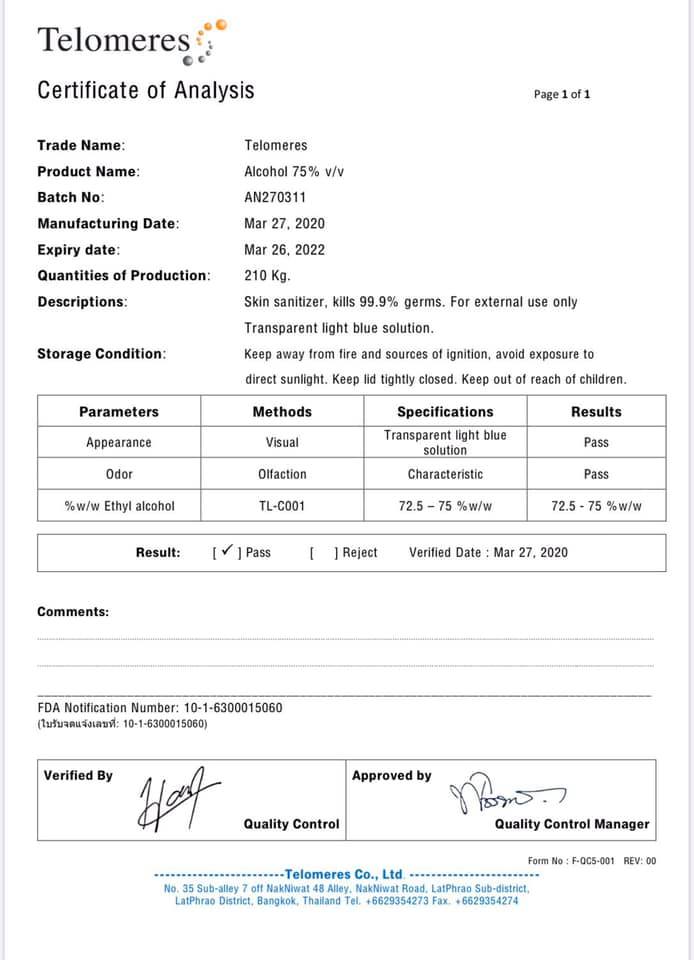 Telomeres
Certificate of Analysis
Page 1 of 1
Trade Name: Telomeres
Product Name: Alcohol 75% v/v
Batch No: AN270311
Manufacturing Date: Mar 27, 2020
Expiry date: Mar 26, 2022
Quantities of Production: 210 Kg.
Descriptions: Skin sanitizer, kills 99.9% germs. For external use only
Transparent light blue solution.
Storage Condition: Keep away from fire and sources of ignition, avoid exposure to
direct sunlight. Keep lid tightly closed. Keep out of reach of children.
Parameters Methods Specifications Results
Appearance Visual Transparent light blue solution Pass
Odor Olfaction Characteristic Pass
%w/w Ethyl alcohol TL-C001 72.5 – 75 %w/w 72.5 - 75 %w/w
Result: [ ✓ ] Pass [ ] Reject Verified Date : Mar 27, 2020
Comments:
FDA Notification Number: 10-1-6300015060
(ใบรับจดแจ้งเลขที่: 10-1-6300015060)
Verified By
Quality Control
Approved by
Quality Control Manager
Form No : F-QC5-001 REV: 00
Telomeres Co., Ltd.
No. 35 Sub-alley 7 off NakNiwat 48 Alley, NakNiwat Road, LatPhrao Sub-district,
LatPhrao District, Bangkok, Thailand Tel. +6629354273 Fax. +6629354274